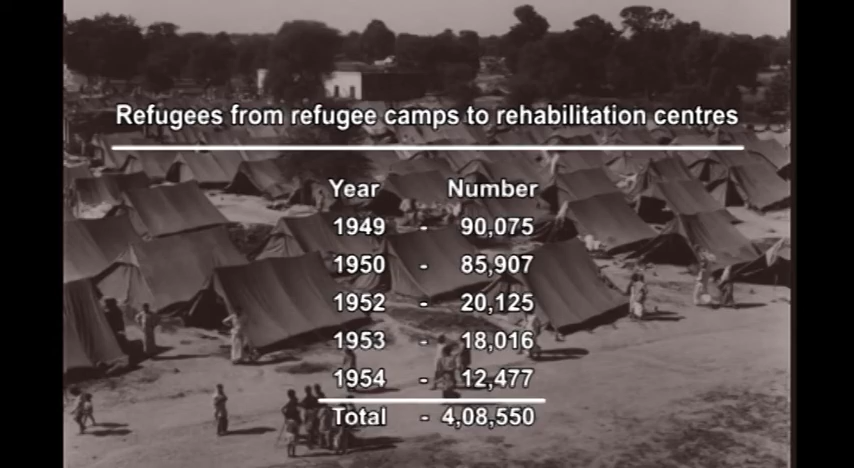 Refugees from refugee camps to rehabilitation centres
Year Number
1949 - 90,075
1950 - 85,907
1952 - 20,125
1953 - 18,016
1954 - 12,477
Total - 4,08,550